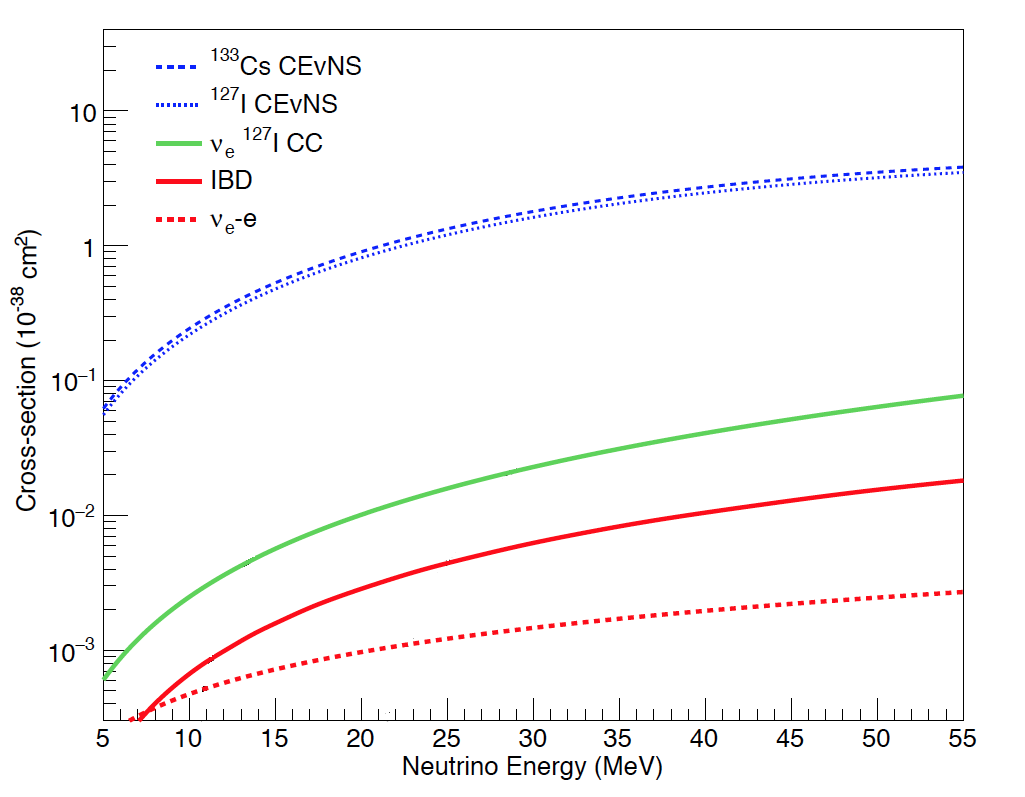 ¹³³Cs CEvNS
¹²⁷I CEvNS
νₑ ¹²⁷I CC
IBD
νₑ-e
10
1
10⁻¹
10⁻²
10⁻³
Cross-section (10⁻³⁸ cm²)
5 10 15 20 25 30 35 40 45 50 55
Neutrino Energy (MeV)